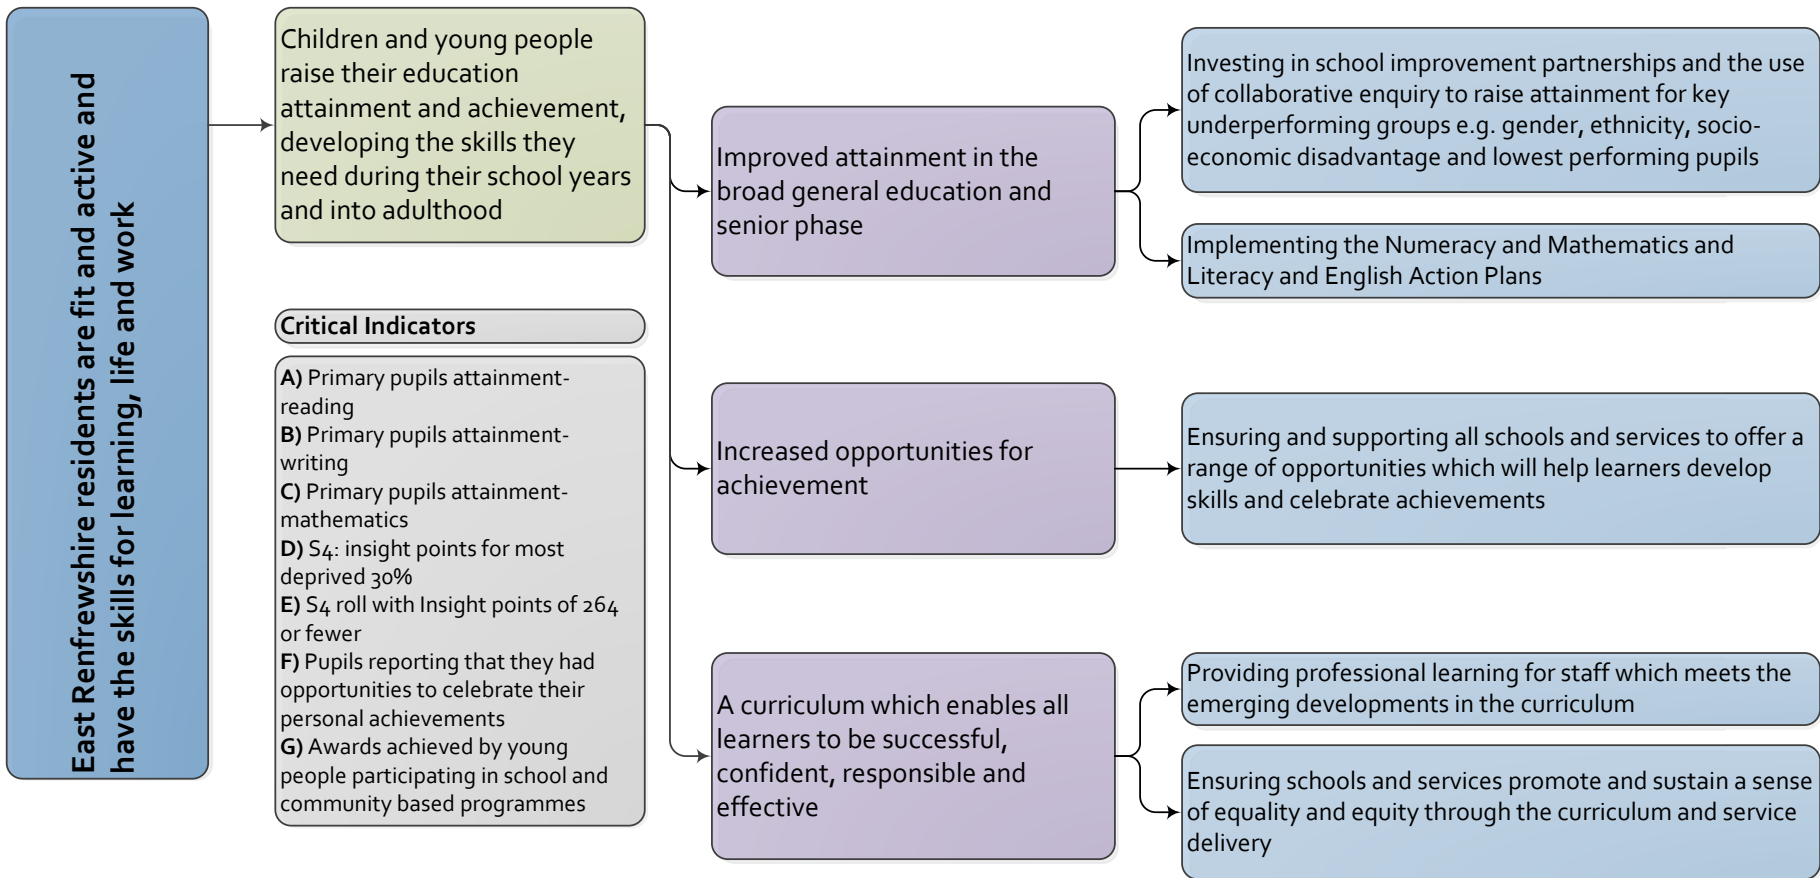 East Renfrewshire residents are fit and active and
have the skills for learning, life and work
Children and young people
raise their education
attainment and achievement,
developing the skills they
need during their school years
and into adulthood
Critical Indicators
A) Primary pupils attainment-
reading
B) Primary pupils attainment-
writing
C) Primary pupils attainment-
mathematics
D) S4: insight points for most
deprived 30%
E) S4 roll with Insight points of 264
or fewer
F) Pupils reporting that they had
opportunities to celebrate their
personal achievements
G) Awards achieved by young
people participating in school and
community based programmes
Improved attainment in the
broad general education and
senior phase
Increased opportunities for
achievement
A curriculum which enables all
learners to be successful,
confident, responsible and
effective
Investing in school improvement partnerships and the use
of collaborative enquiry to raise attainment for key
underperforming groups e.g. gender, ethnicity, socio-
economic disadvantage and lowest performing pupils
Implementing the Numeracy and Mathematics and
Literacy and English Action Plans
Ensuring and supporting all schools and services to offer a
range of opportunities which will help learners develop
skills and celebrate achievements
Providing professional learning for staff which meets the
emerging developments in the curriculum
Ensuring schools and services promote and sustain a sense
of equality and equity through the curriculum and service
delivery